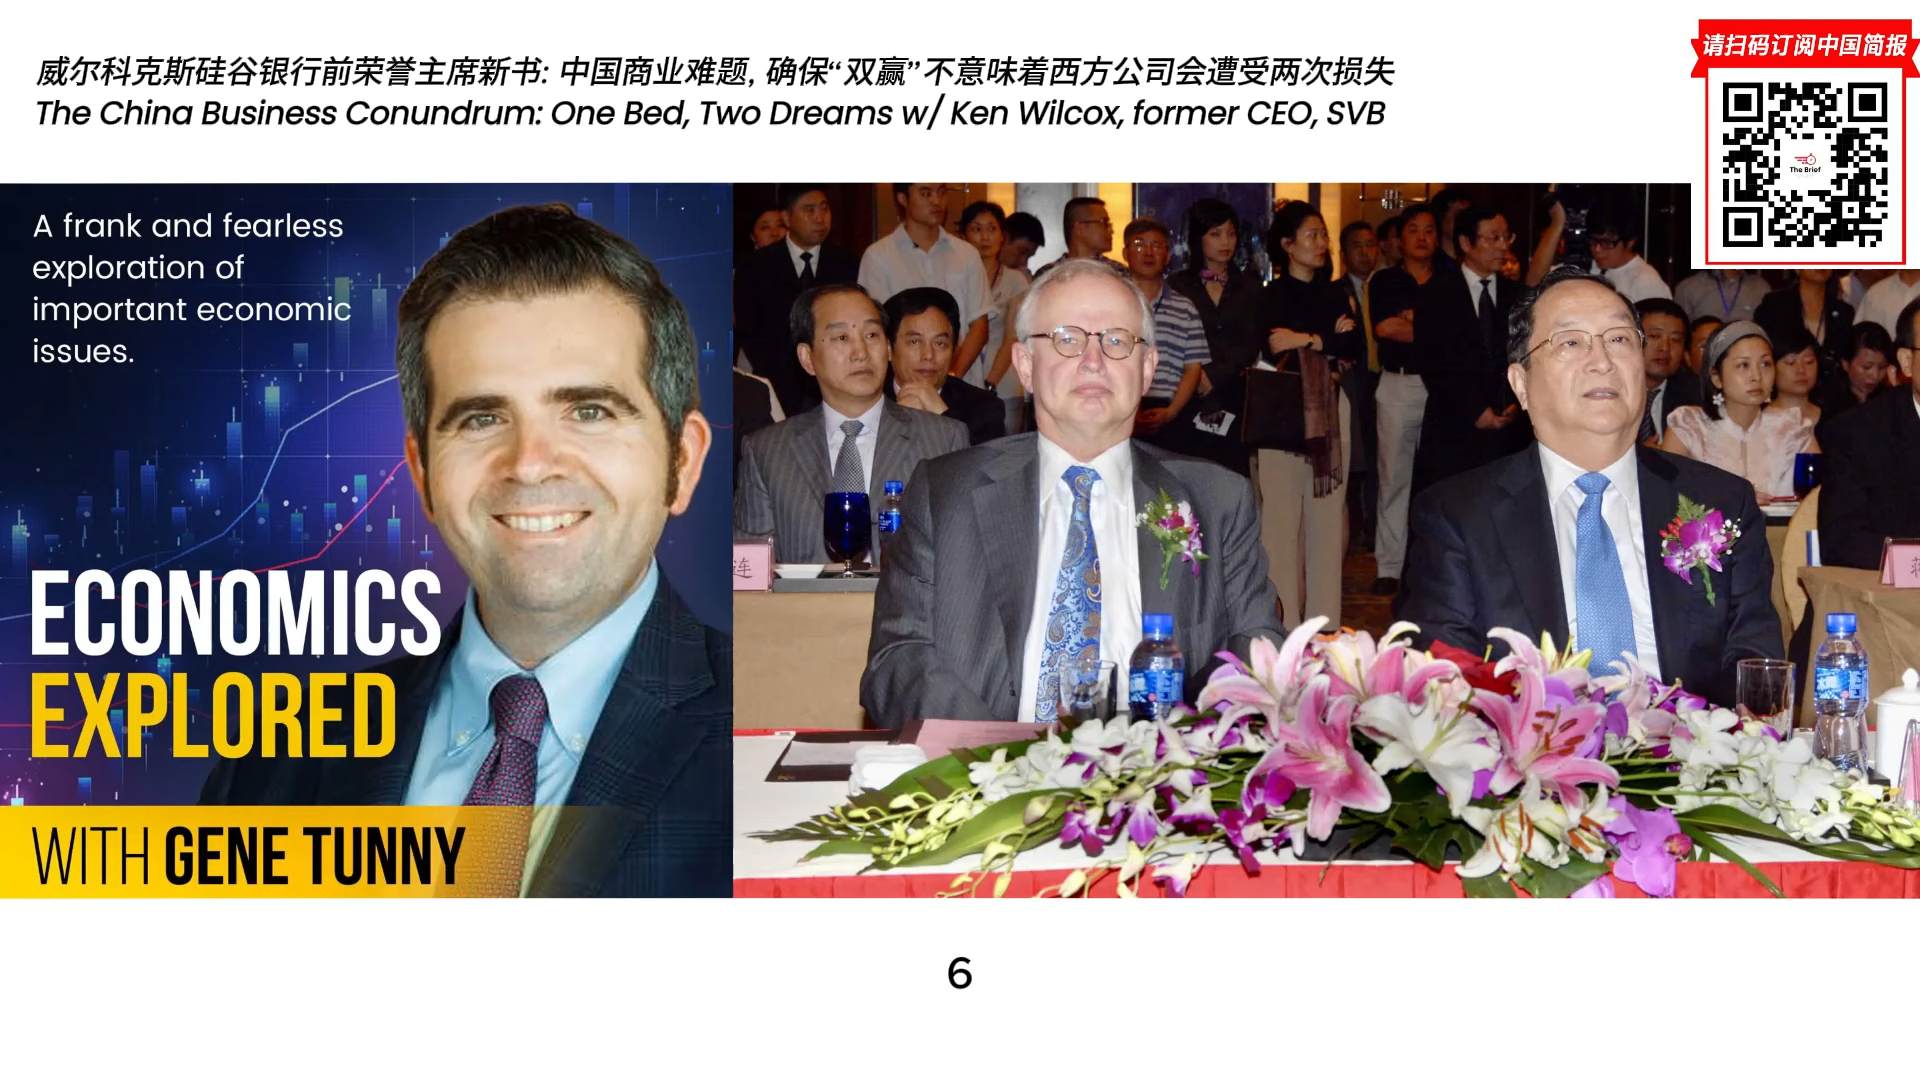 威尔科克斯硅谷银行前荣誉主席新书: 中国商业难题, 确保“双赢”不意味着西方公司会遭受两次损失
The China Business Conundrum: One Bed, Two Dreams w/ Ken Wilcox, former CEO, SVB
请扫码订阅中国简报
The Brief
A frank and fearless
exploration of
important economic
issues.
ECONOMICS
EXPLORED
WITH GENE TUNNY
连
6